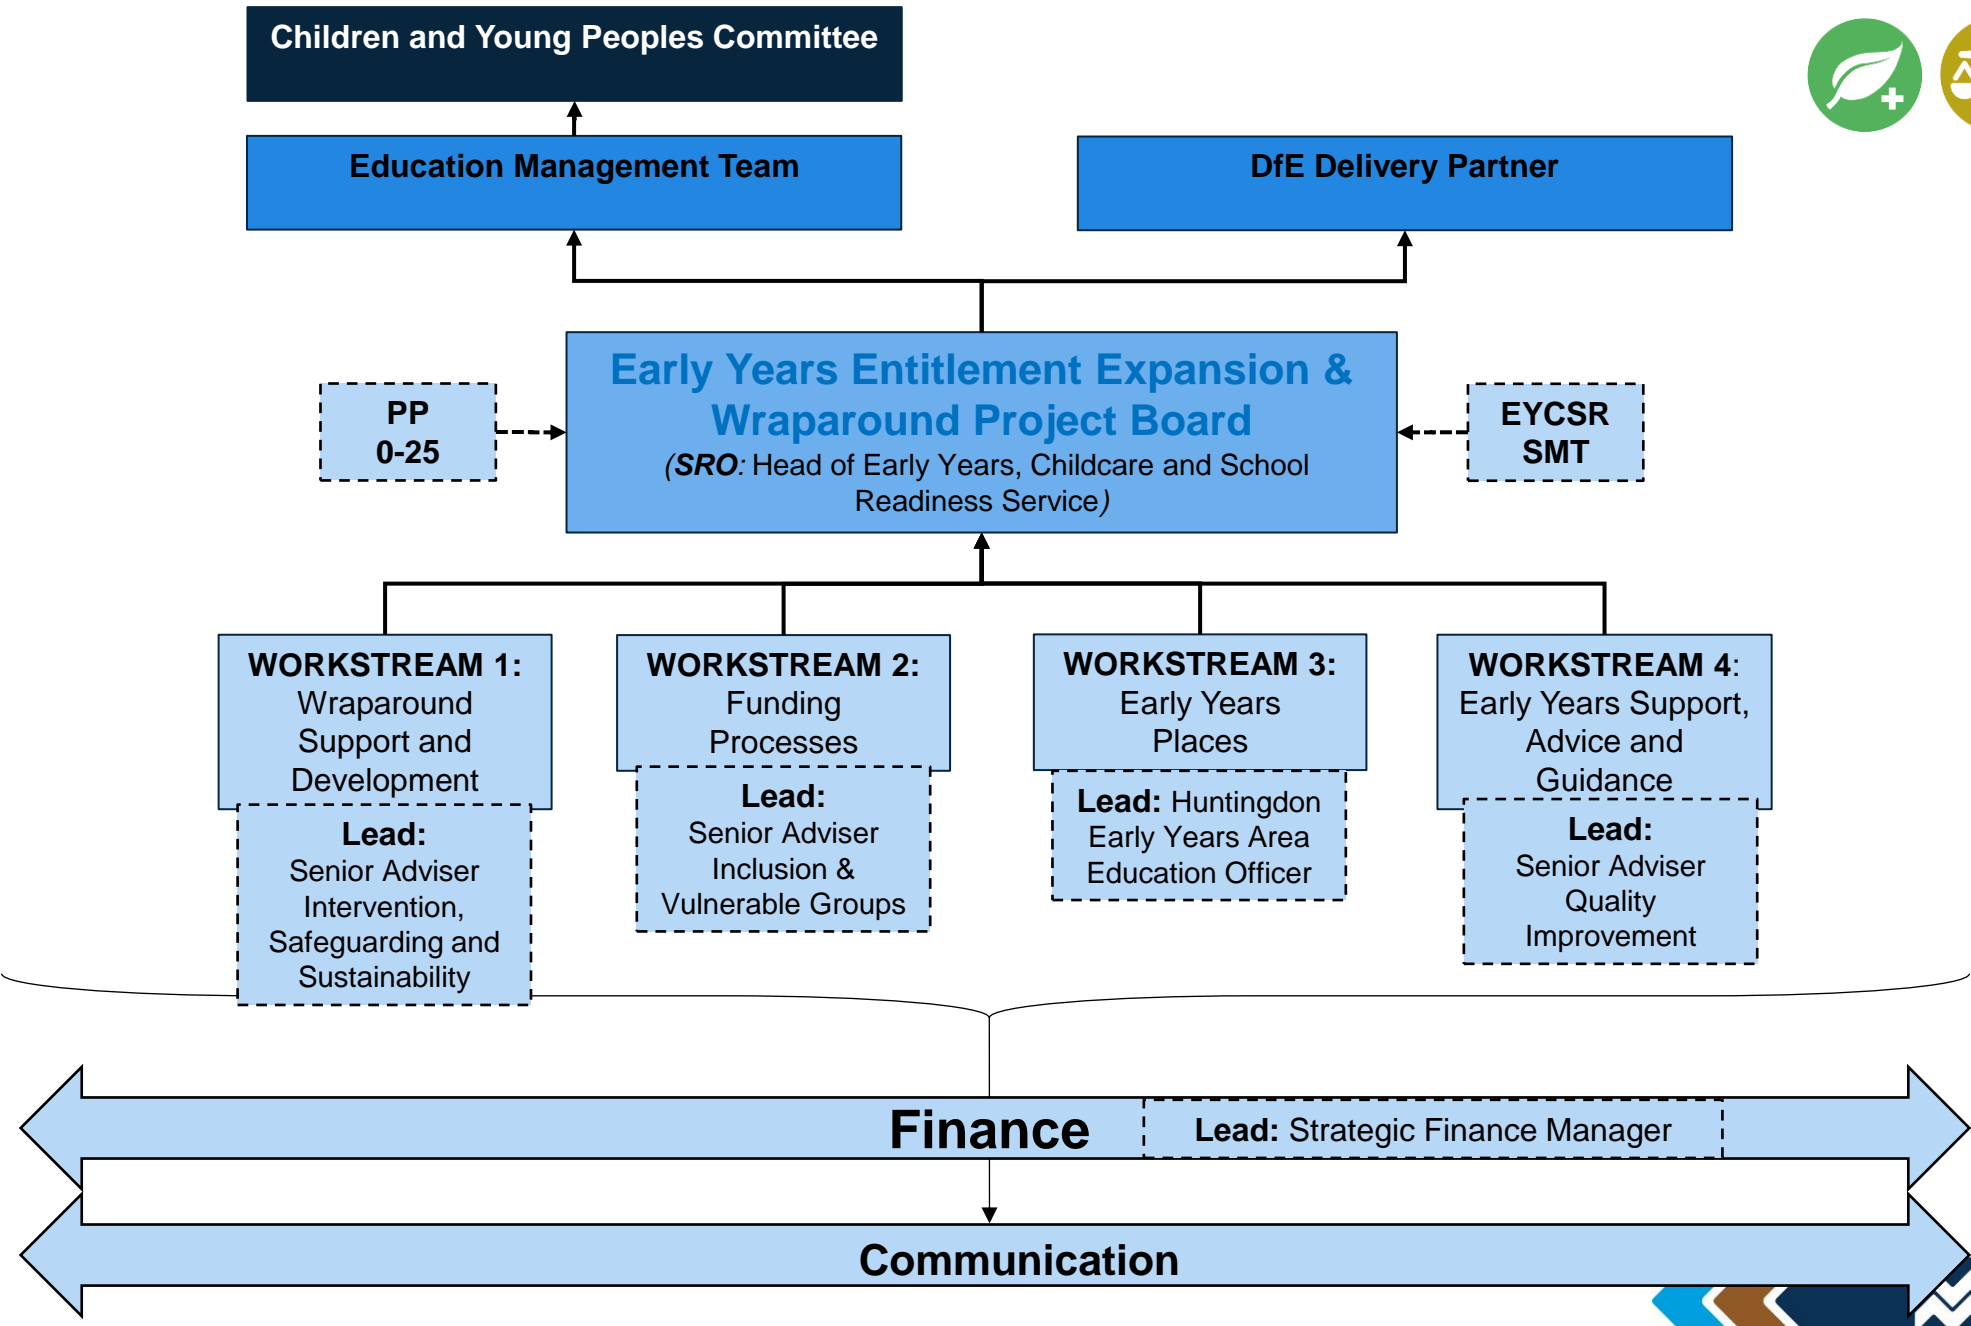 Children and Young Peoples Committee
Education Management Team
DfE Delivery Partner
Early Years Entitlement Expansion &
Wraparound Project Board
(SRO: Head of Early Years, Childcare and School
Readiness Service)
PP
0-25
EYCSR
SMT
WORKSTREAM 1:
Wraparound
Support and
Development
Lead:
Senior Adviser
Intervention,
Safeguarding and
Sustainability
WORKSTREAM 2:
Funding
Processes
Lead:
Senior Adviser
Inclusion &
Vulnerable Groups
WORKSTREAM 3:
Early Years
Places
Lead: Huntingdon
Early Years Area
Education Officer
WORKSTREAM 4:
Early Years Support,
Advice and
Guidance
Lead:
Senior Adviser
Quality
Improvement
Finance
Lead: Strategic Finance Manager
Communication